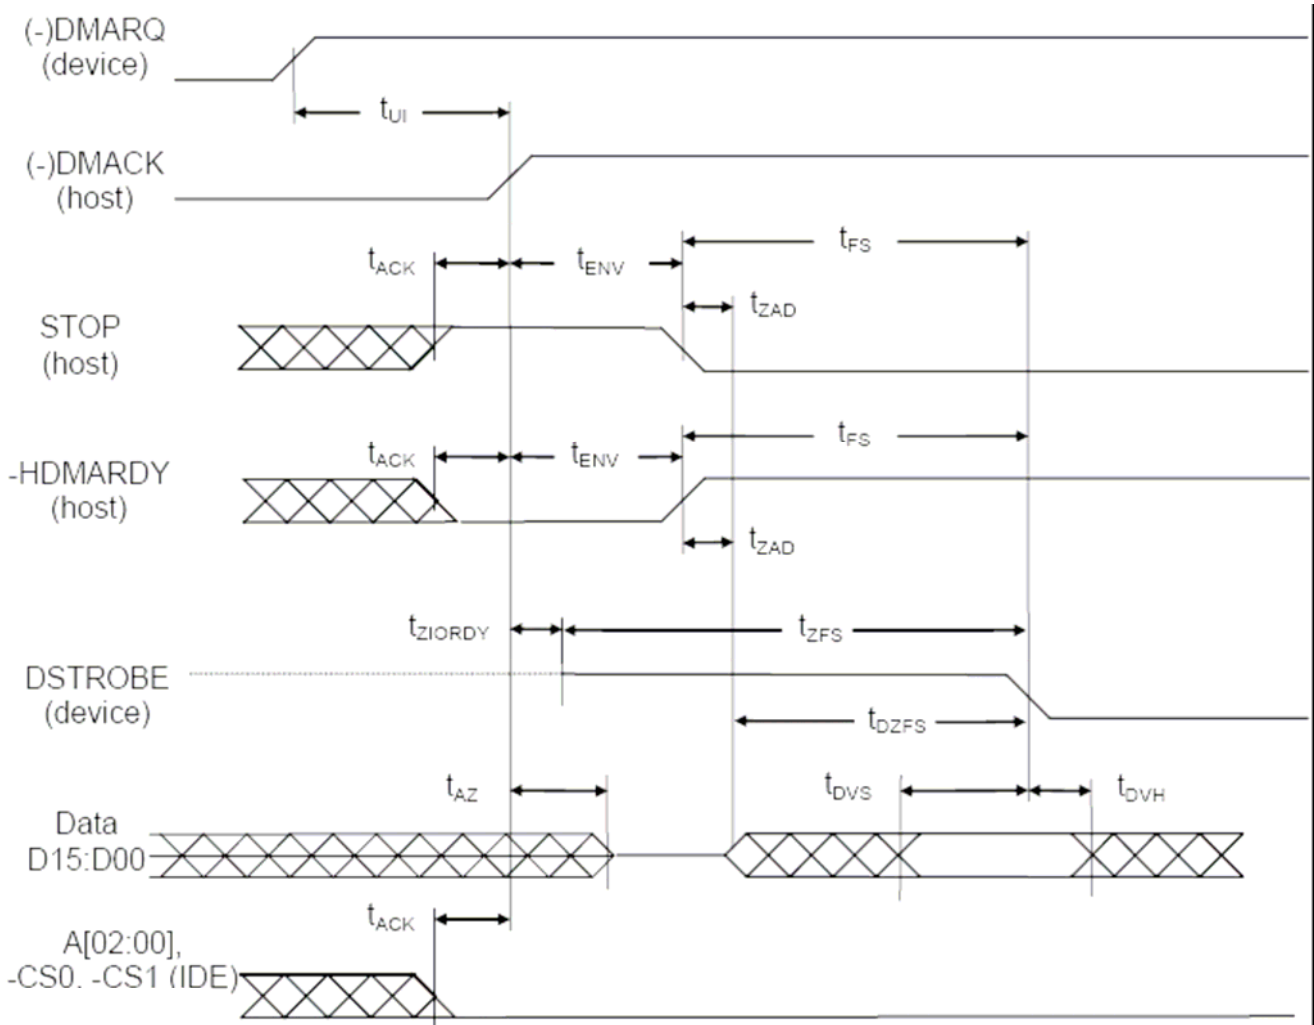 (-)DMARQ
(device)
tUI
(-)DMACK
(host)
tFS
tACK tENV
tZAD
STOP
(host)
tFS
tACK tENV
-HDMARDY
(host)
tZAD
tZIORDY tZFS
DSTROBE
(device)
tDZFS
tAZ tDVS tDVH
Data
D15:D00
tACK
A[02:00],
-CS0. -CS1 (IDE)